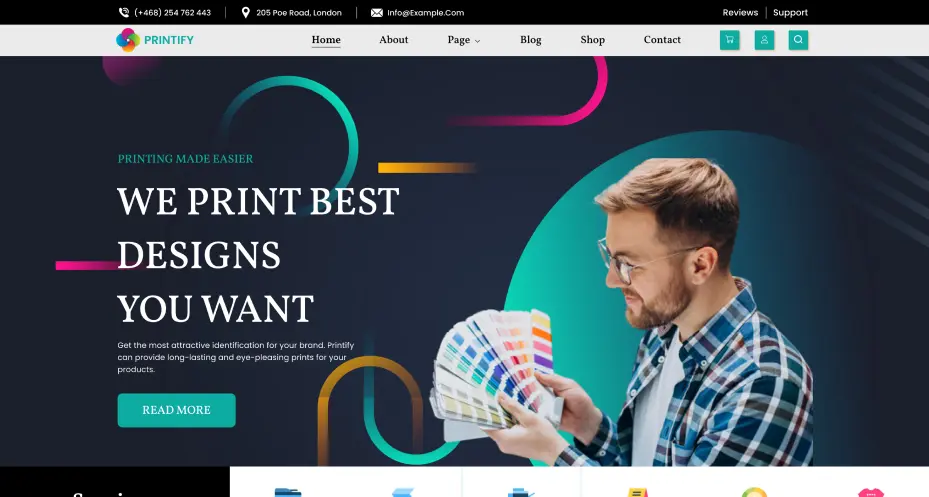 (+468) 254 762 443
205 Poe Road, London
Info@Example.Com
Reviews
Support
PRINTIFY
Home
About
Page
Blog
Shop
Contact
PRINTING MADE EASIER
WE PRINT BEST
DESIGNS
YOU WANT
Get the most attractive identification for your brand. Printify
can provide long-lasting and eye-pleasing prints for your
products.
READ MORE